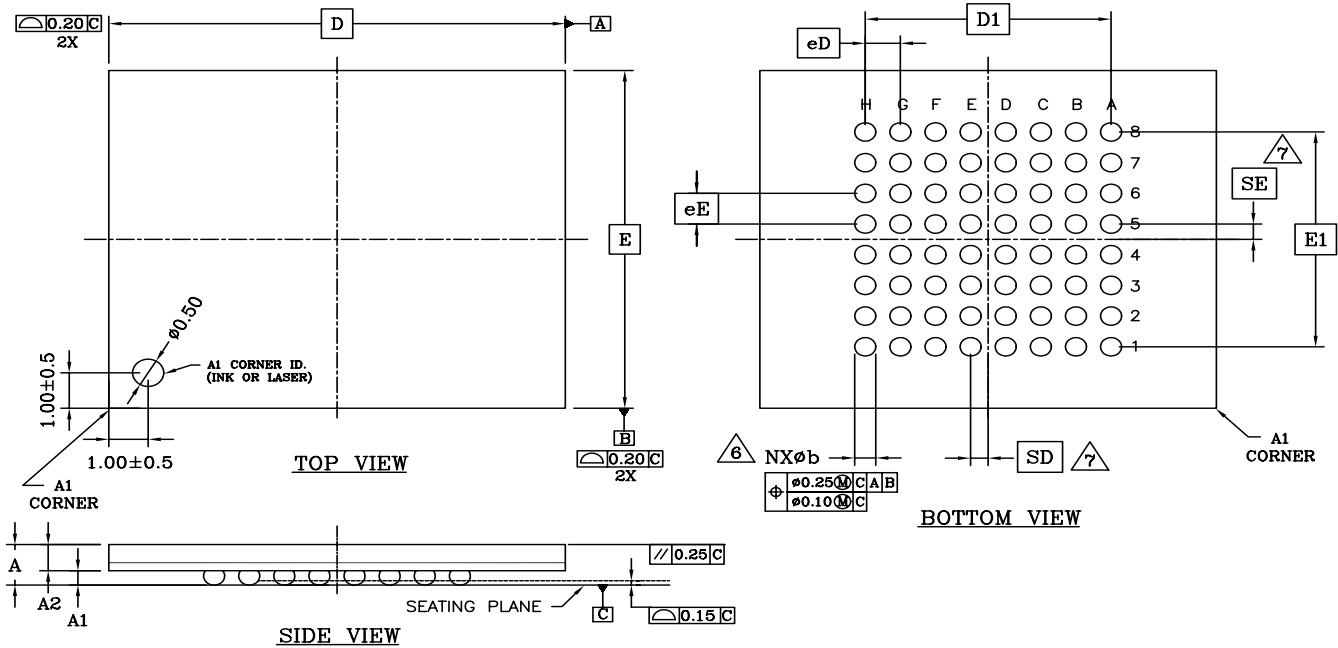 ⌓ 0.20 C
2X
D
A
E
ø0.50
A1 CORNER ID.
(INK OR LASER)
1.00±0.5
1.00±0.5
A1
CORNER
TOP VIEW
B
⌓ 0.20 C
2X
D1
eD
H G F E D C B A
8
7
6
5
4
3
2
1
eE
7
SE
E1
6
NXøb
SD
7
⌖ ø0.25Ⓜ C A B
ø0.10Ⓜ C
A1
CORNER
BOTTOM VIEW
A
A2
A1
// 0.25 C
SEATING PLANE
C
⌓ 0.15 C
SIDE VIEW